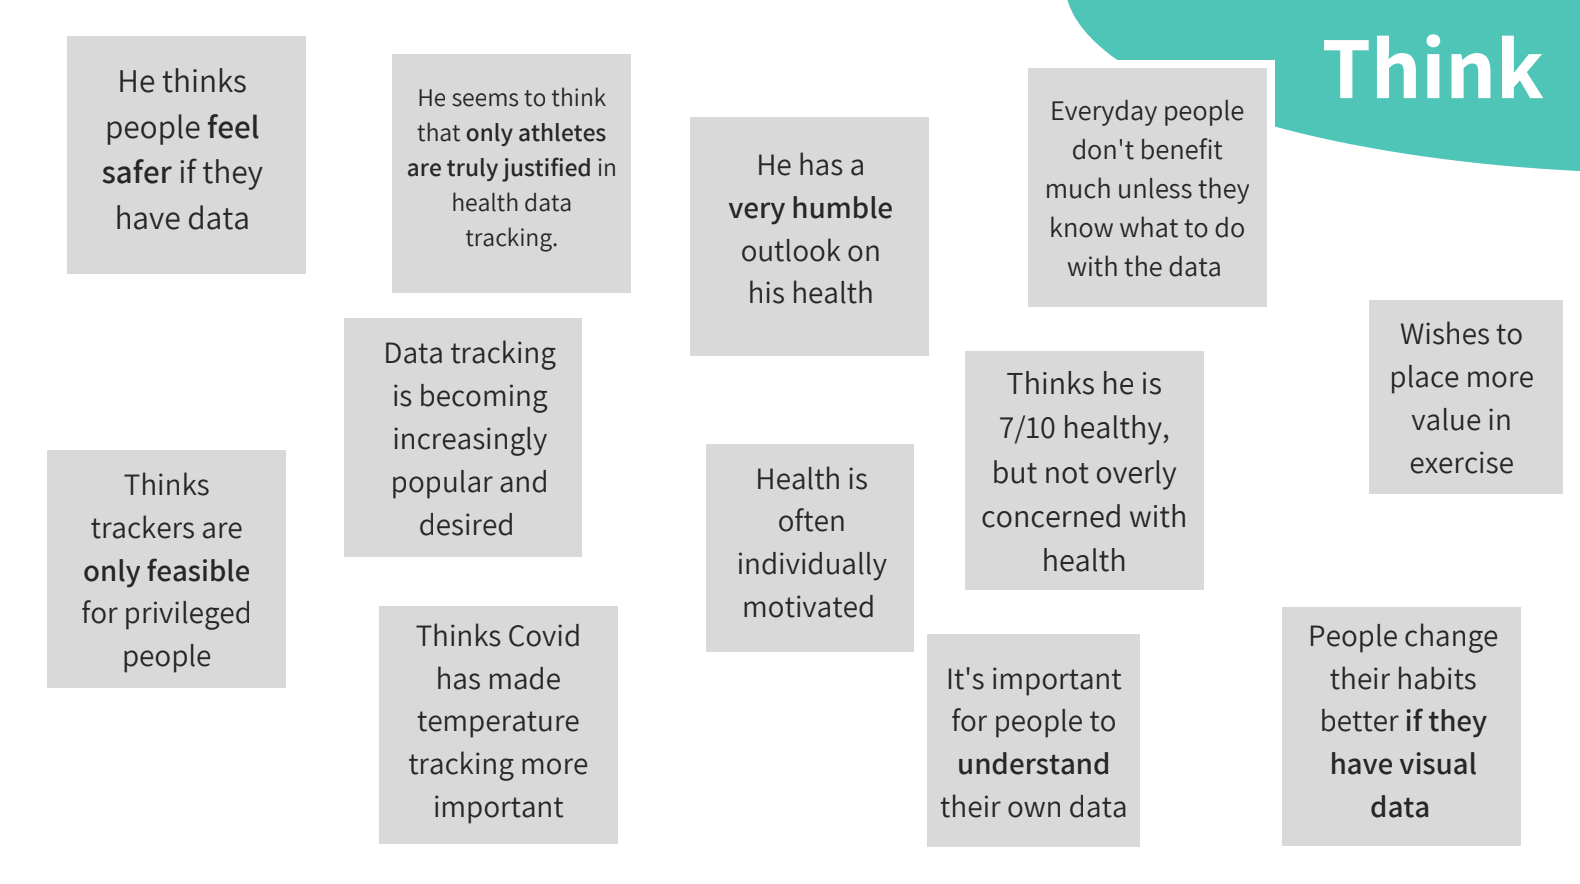 Think
He thinks
people feel
safer if they
have data
He seems to think
that only athletes
are truly justified in
health data
tracking.
He has a
very humble
outlook on
his health
Everyday people
don't benefit
much unless they
know what to do
with the data
Wishes to
place more
value in
exercise
Data tracking
is becoming
increasingly
popular and
desired
Thinks he is
7/10 healthy,
but not overly
concerned with
health
Thinks
trackers are
only feasible
for privileged
people
Health is
often
individually
motivated
Thinks Covid
has made
temperature
tracking more
important
It's important
for people to
understand
their own data
People change
their habits
better if they
have visual
data